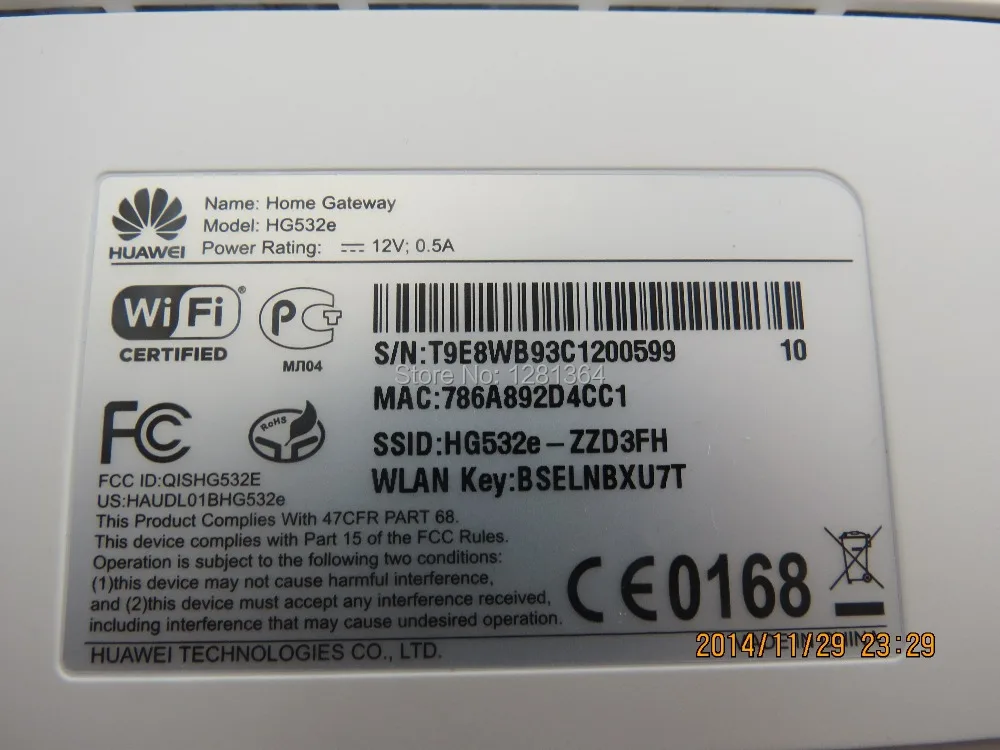 Name: Home Gateway
Model: HG532e
HUAWEI Power Rating: 12V; 0.5A
Wi Fi ®
CERTIFIED
РСТ
МЛ04
S/N:T9E8WB93C1200599 10
Store No: 1281364
MAC:786A892D4CC1
SSID:HG532e-ZZD3FH
WLAN Key:BSELNBXU7T
FC
RoHS
FCC ID:QISHG532E
US:HAUDL01BHG532e
This Product Complies With 47CFR PART 68.
This device complies with Part 15 of the FCC Rules.
Operation is subject to the following two conditions:
(1)this device may not cause harmful interference,
and (2)this device must accept any interference received,
including interference that may cause undesired operation.
CE0168
HUAWEI TECHNOLOGIES CO., LTD.
2014/11/29 23:29